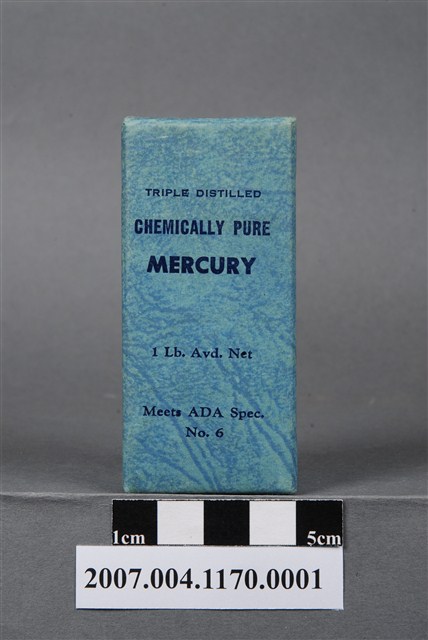 TRIPLE DISTILLED
CHEMICALLY PURE
MERCURY
1 Lb. Avd. Net
Meets ADA Spec.
No. 6
1cm 5cm
2007.004.1170.0001